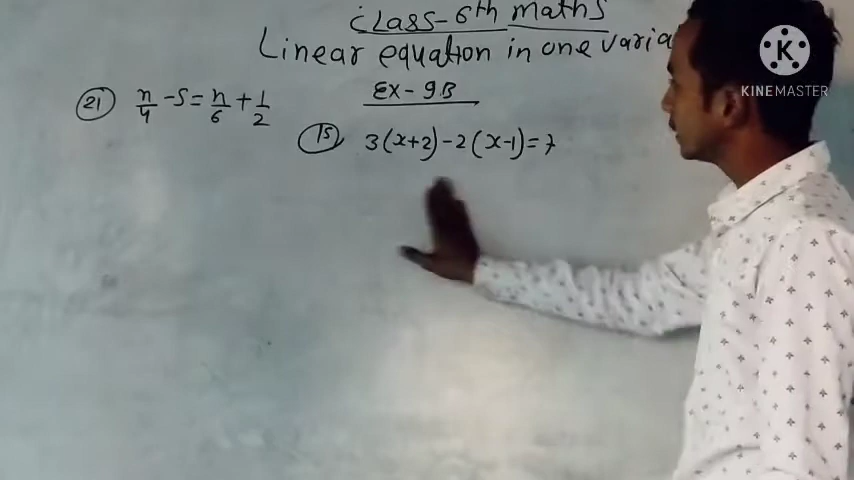 Class-6th maths
Linear equation in one varia
Ex-9B
(21) n/4 - 5 = n/6 + 1/2
(15) 3(x+2)-2(x-1)=7
KINEMASTER